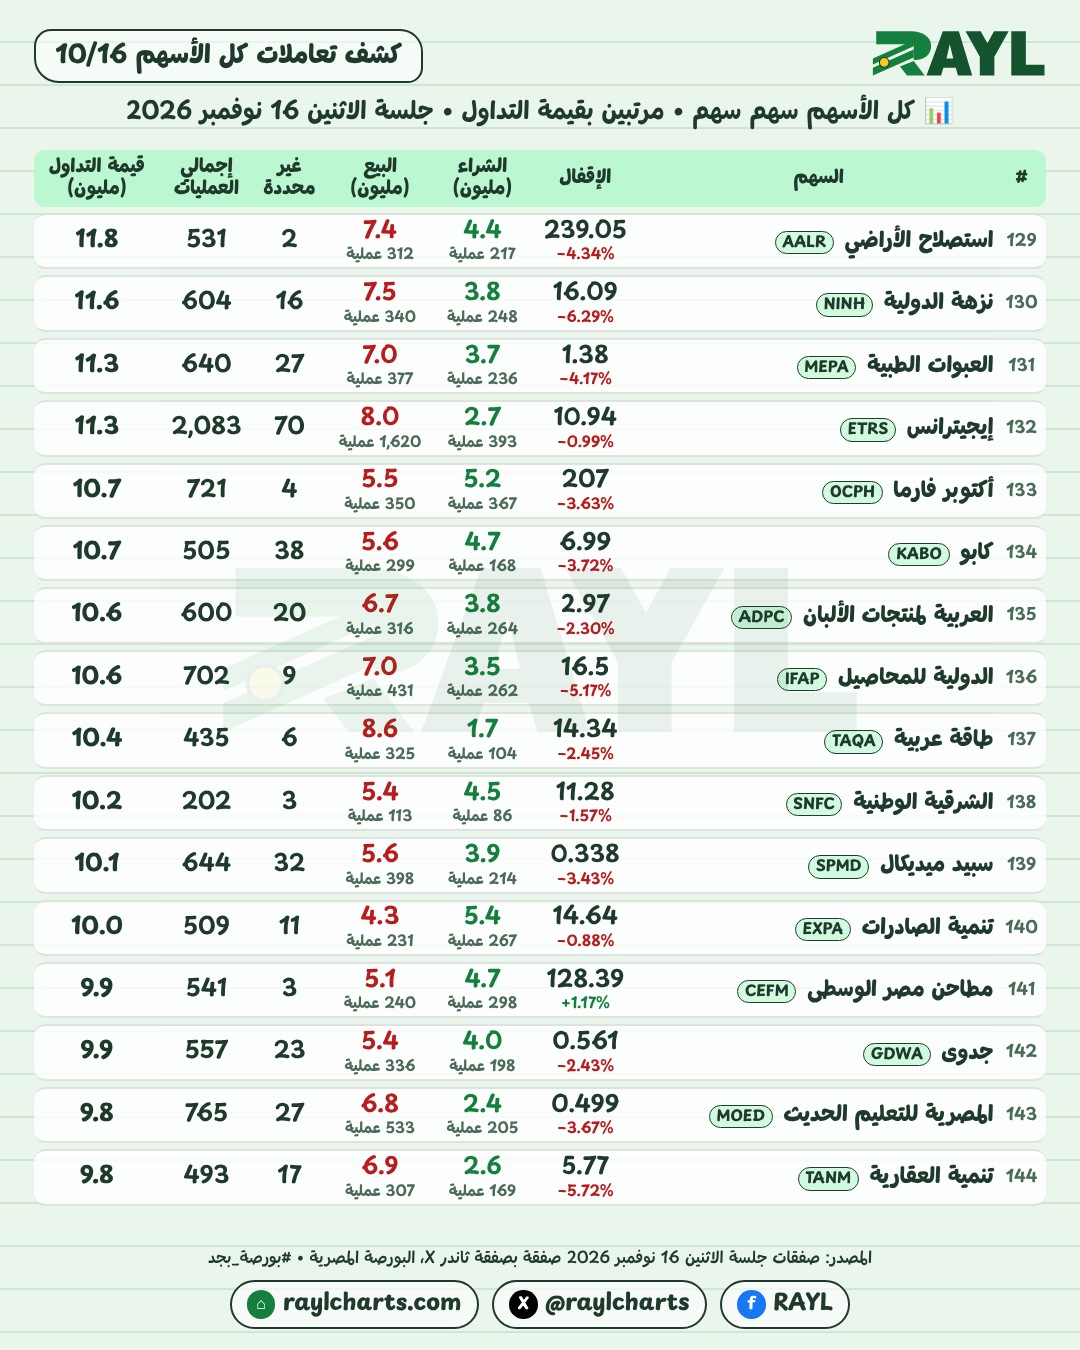 RAYL
كشف تعاملات كل الأسهم 10/16
📊 كل الأسهم سهم سهم • مرتبين بقيمة التداول • جلسة الاثنين 16 نوفمبر 2026
# السهم الإقفال الشراء (مليون) البيع (مليون) غير محددة إجمالي العمليات قيمة التداول (مليون)
129 استصلاح الأراضي AALR 239.05 4.4 7.4 2 531 11.8
-4.34% 217 عملية 312 عملية
130 نزهة الدولية NINH 16.09 3.8 7.5 16 604 11.6
-6.29% 248 عملية 340 عملية
131 العبوات الطبية MEPA 1.38 3.7 7.0 27 640 11.3
-4.17% 236 عملية 377 عملية
132 إيجيترانس ETRS 10.94 2.7 8.0 70 2,083 11.3
-0.99% 393 عملية 1,620 عملية
133 أكتوبر فارما OCPH 207 5.2 5.5 4 721 10.7
-3.63% 367 عملية 350 عملية
134 كابو KABO 6.99 4.7 5.6 38 505 10.7
-3.72% 168 عملية 299 عملية
135 العربية لمنتجات الألبان ADPC 2.97 3.8 6.7 20 600 10.6
-2.30% 264 عملية 316 عملية
136 الدولية للمحاصيل IFAP 16.5 3.5 7.0 9 702 10.6
-5.17% 262 عملية 431 عملية
137 طاقة عربية TAQA 14.34 1.7 8.6 6 435 10.4
-2.45% 104 عملية 325 عملية
138 الشرقية الوطنية SNFC 11.28 4.5 5.4 3 202 10.2
-1.57% 86 عملية 113 عملية
139 سبيد ميديكال SPMD 0.338 3.9 5.6 32 644 10.1
-3.43% 214 عملية 398 عملية
140 تنمية الصادرات EXPA 14.64 5.4 4.3 11 509 10.0
-0.88% 267 عملية 231 عملية
141 مطاحن مصر الوسطى CEFM 128.39 4.7 5.1 3 541 9.9
+1.17% 298 عملية 240 عملية
142 جدوى GDWA 0.561 4.0 5.4 23 557 9.9
-2.43% 198 عملية 336 عملية
143 المصرية للتعليم الحديث MOED 0.499 2.4 6.8 27 765 9.8
-3.67% 205 عملية 533 عملية
144 تنمية العقارية TANM 5.77 2.6 6.9 17 493 9.8
-5.72% 169 عملية 307 عملية
المصدر: صفقات جلسة الاثنين 16 نوفمبر 2026 صفقة بصفقة ثاندر X، البورصة المصرية • #بورصة_بجد
RAYL @raylcharts raylcharts.com